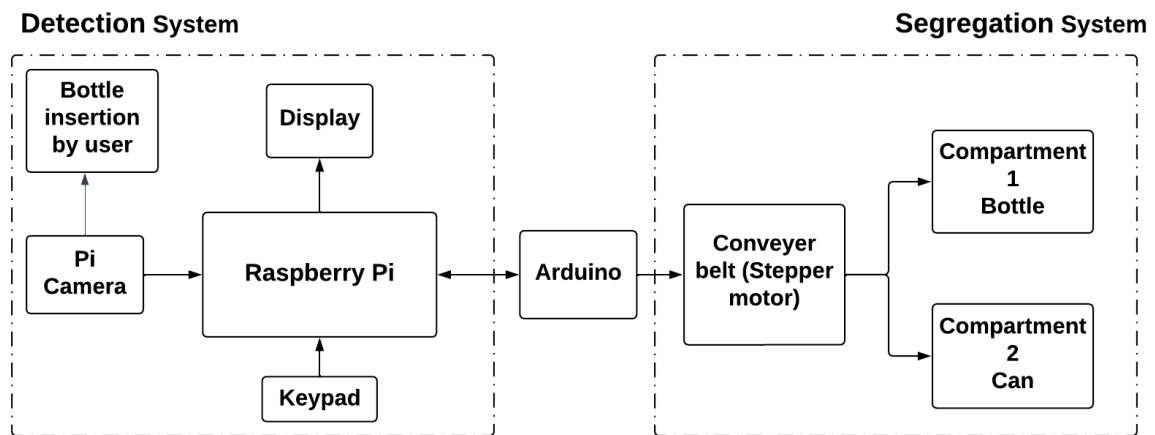 Detection System
Segregation System
Bottle
insertion
by user
Display
Pi
Camera
Raspberry Pi
Keypad
Arduino
Conveyer
belt (Stepper
motor)
Compartment
1
Bottle
Compartment
2
Can